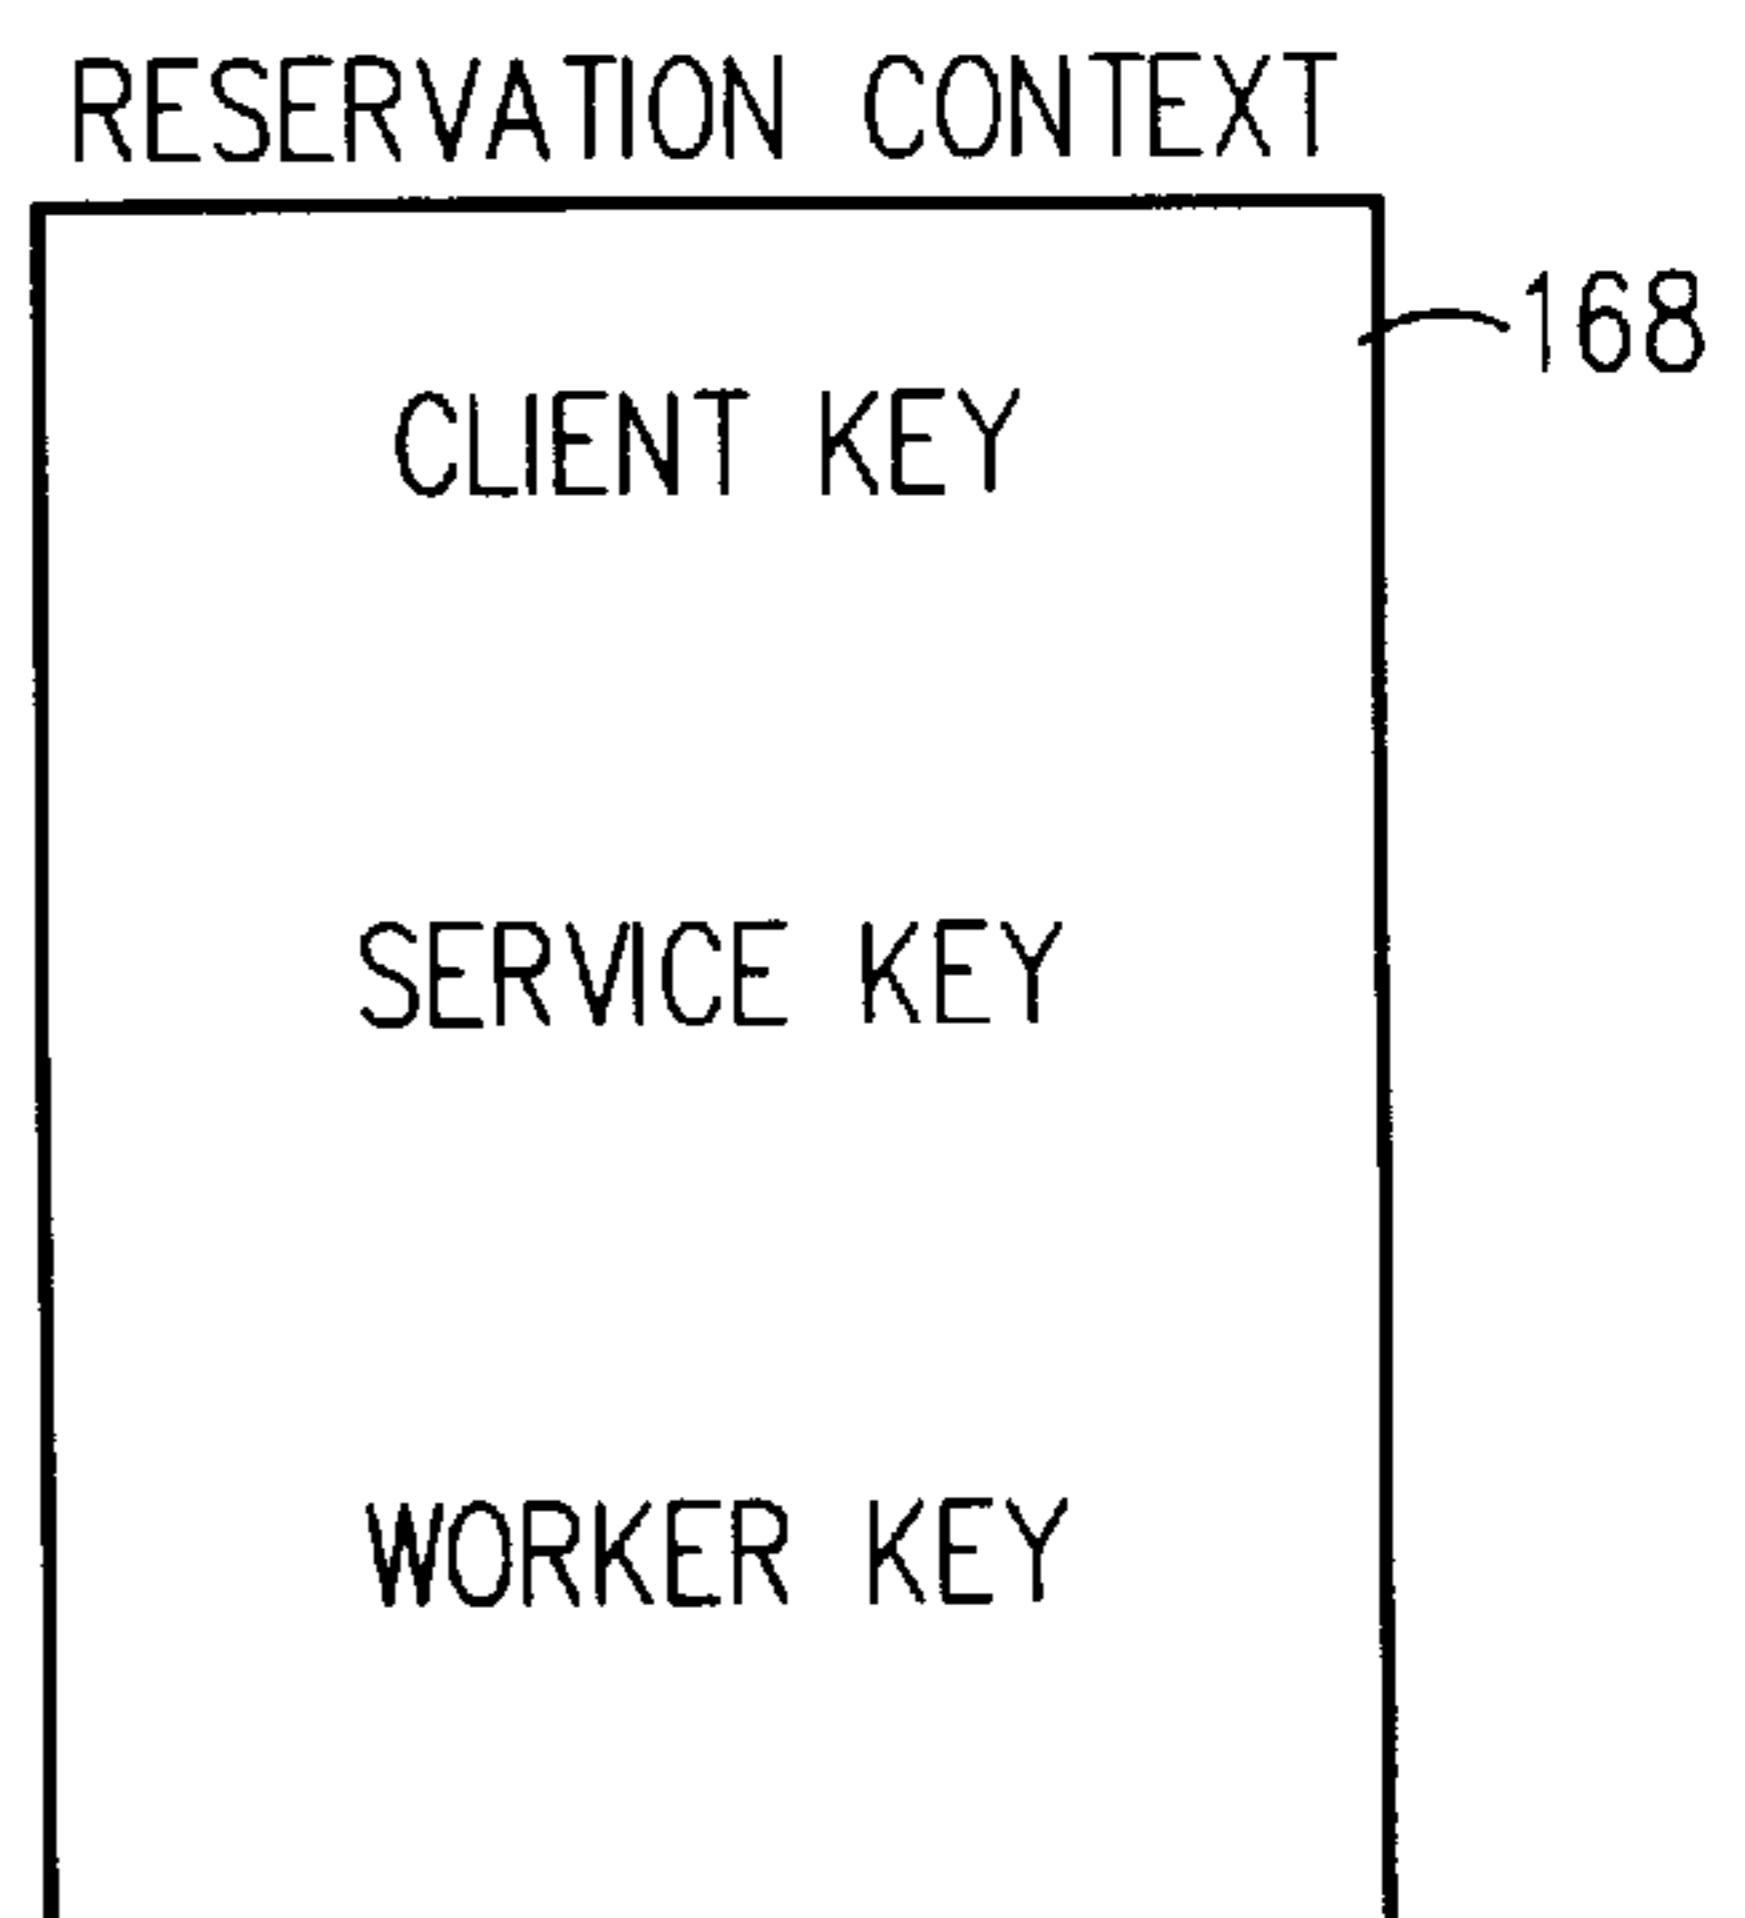 RESERVATION CONTEXT
168
CLIENT KEY
SERVICE KEY
WORKER KEY